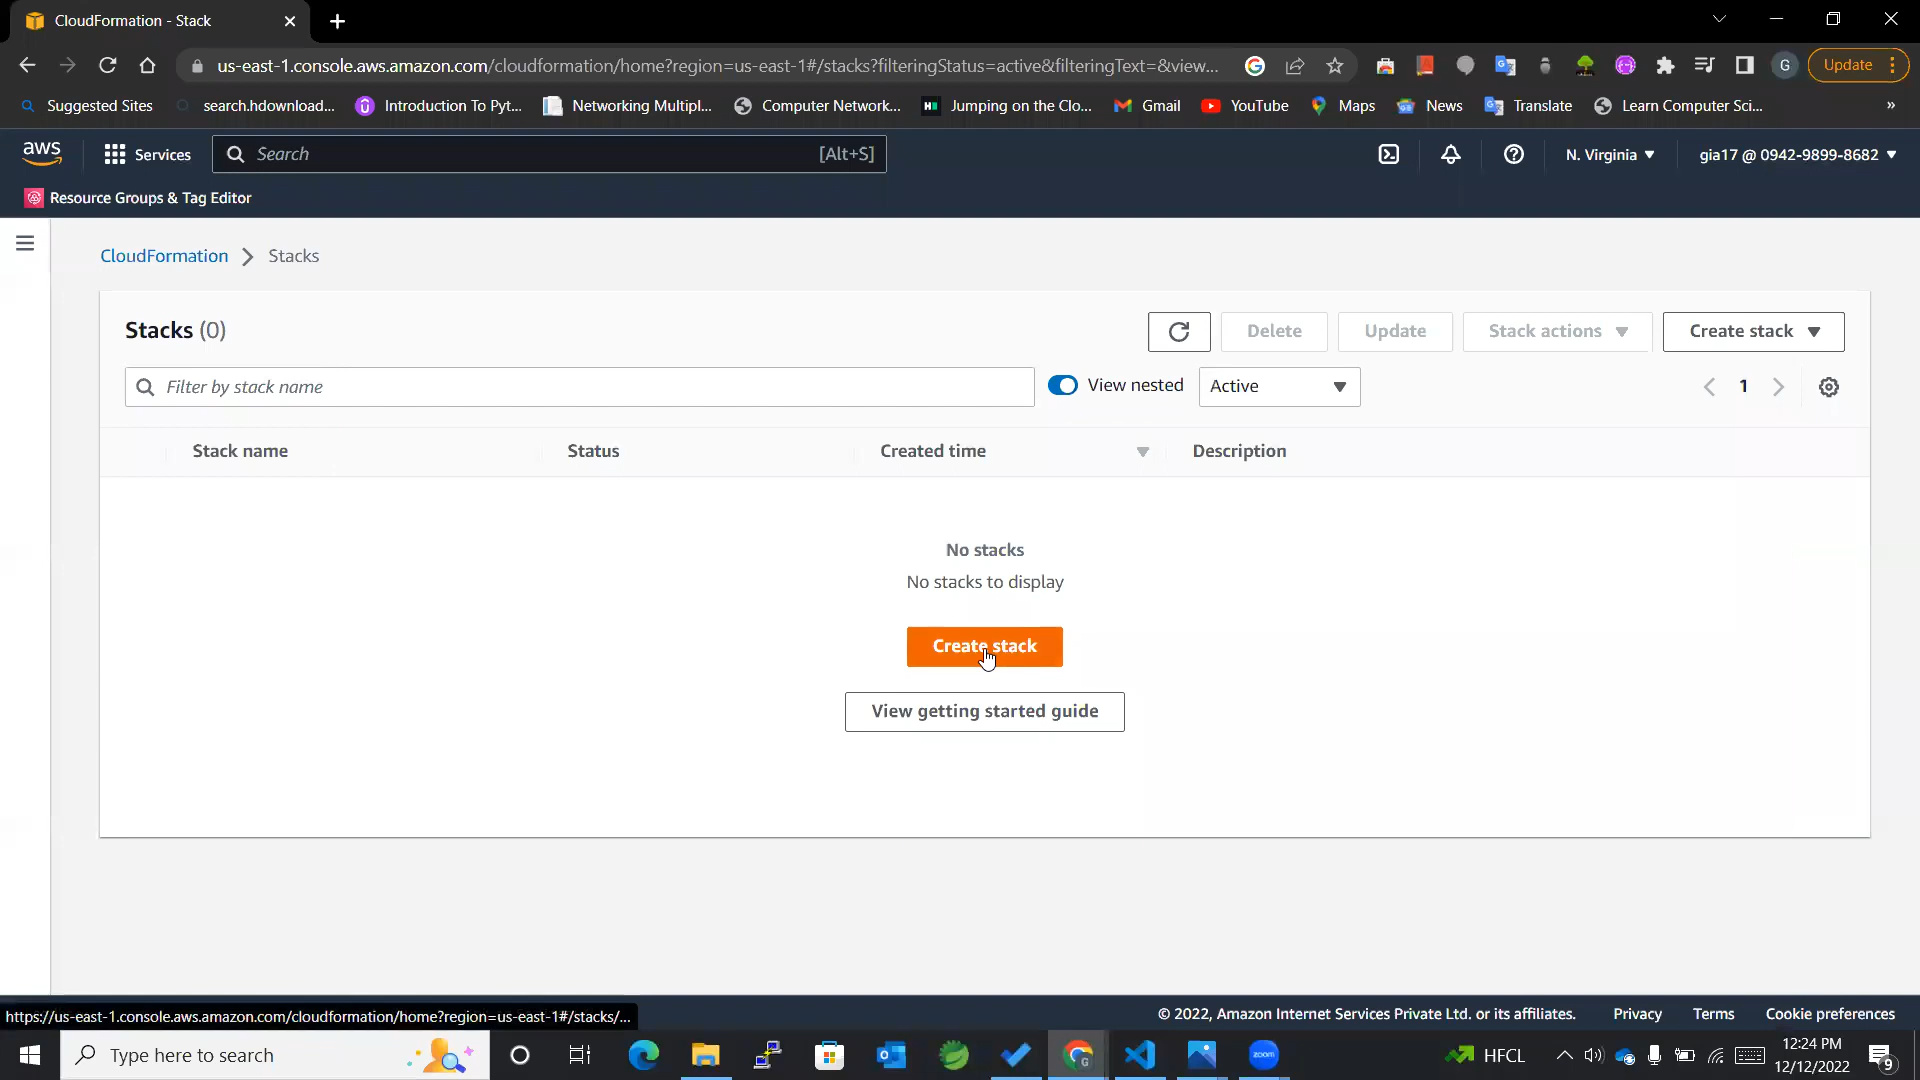 CloudFormation - Stack
us-east-1.console.aws.amazon.com/cloudformation/home?region=us-east-1#/stacks?filteringStatus=active&filteringText=&view...
G
Update
Suggested Sites
search.hdownload...
Introduction To Pyt...
Networking Multipl...
Computer Network...
Jumping on the Clo...
Gmail
YouTube
Maps
News
Translate
Learn Computer Sci...
»
aws
Services
Search
[Alt+S]
N. Virginia
gia17 @ 0942-9899-8682
Resource Groups & Tag Editor
CloudFormation
Stacks
Stacks (0)
Delete
Update
Stack actions
Create stack
Filter by stack name
View nested
Active
1
Stack name
Status
Created time
Description
No stacks
No stacks to display
Create stack
View getting started guide
https://us-east-1.console.aws.amazon.com/cloudformation/home?region=us-east-1#/stacks/...
© 2022, Amazon Internet Services Private Ltd. or its affiliates.
Privacy
Terms
Cookie preferences
Type here to search
zoom
HFCL
12:24 PM
12/12/2022
9